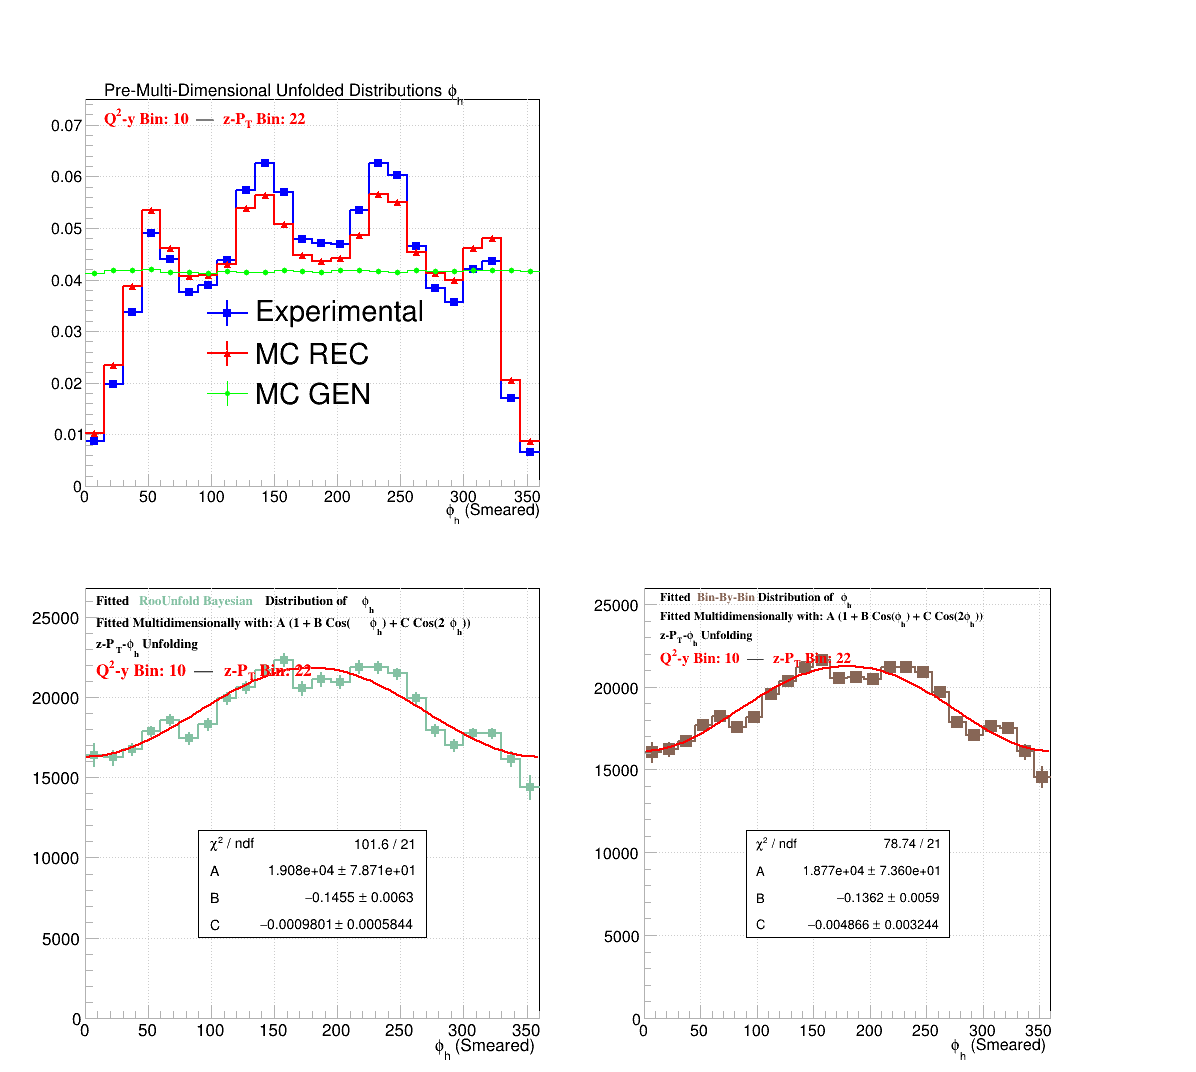 Pre-Multi-Dimensional Unfolded Distributions ϕh
Q2-y Bin: 10 — z-PT Bin: 22
0.07
0.06
0.05
0.04
0.03
0.02
0.01
0
Experimental
MC REC
MC GEN
0 50 100 150 200 250 300 350
ϕh (Smeared)
Fitted RooUnfold Bayesian Distribution of ϕh
Fitted Multidimensionally with: A (1 + B Cos( ϕh) + C Cos(2 ϕh))
z-PT-ϕh Unfolding
Q2-y Bin: 10 — z-PT Bin: 22
25000
20000
15000
10000
5000
0
χ2 / ndf 101.6 / 21
A 1.908e+04 ± 7.871e+01
B −0.1455 ± 0.0063
C −0.0009801 ± 0.0005844
0 50 100 150 200 250 300 350
ϕh (Smeared)
Fitted Bin-By-Bin Distribution of ϕh
Fitted Multidimensionally with: A (1 + B Cos(ϕh) + C Cos(2ϕh))
z-PT-ϕh Unfolding
Q2-y Bin: 10 — z-PT Bin: 22
25000
20000
15000
10000
5000
0
χ2 / ndf 78.74 / 21
A 1.877e+04 ± 7.360e+01
B −0.1362 ± 0.0059
C −0.004866 ± 0.003244
0 50 100 150 200 250 300 350
ϕh (Smeared)